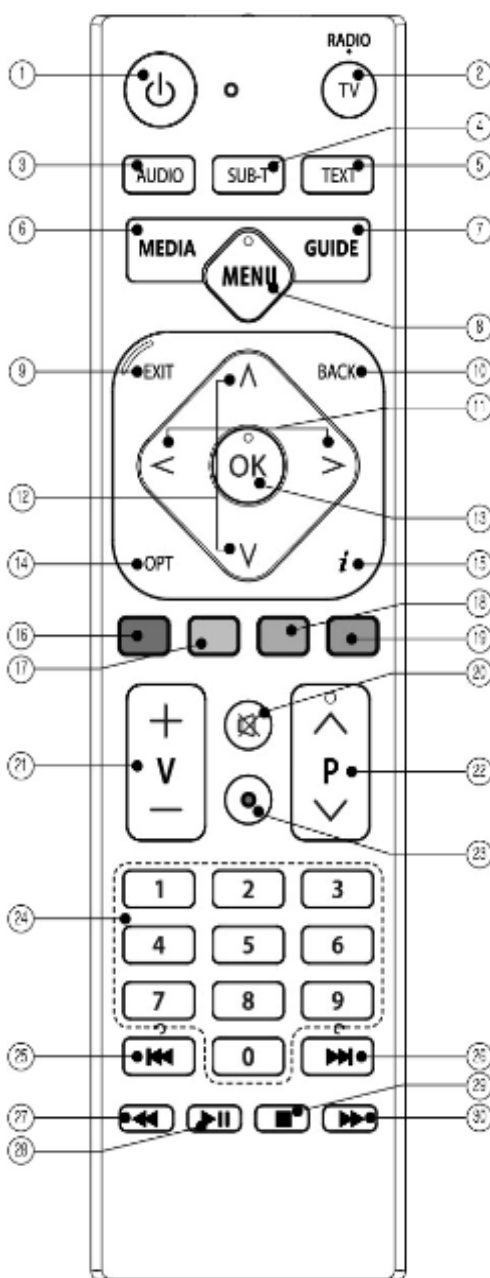 RADIO
1 TV 2
4
3 AUDIO SUB-T TEXT 5
6 MEDIA GUIDE 7
MENU
8
9 EXIT BACK 10
11
OK
12
13
14 OPT i 15
18
16
17 19
20
+
21 V P 22
−
23
1 2 3
24
4 5 6
7 8 9
25 0 26
29
27 30
28